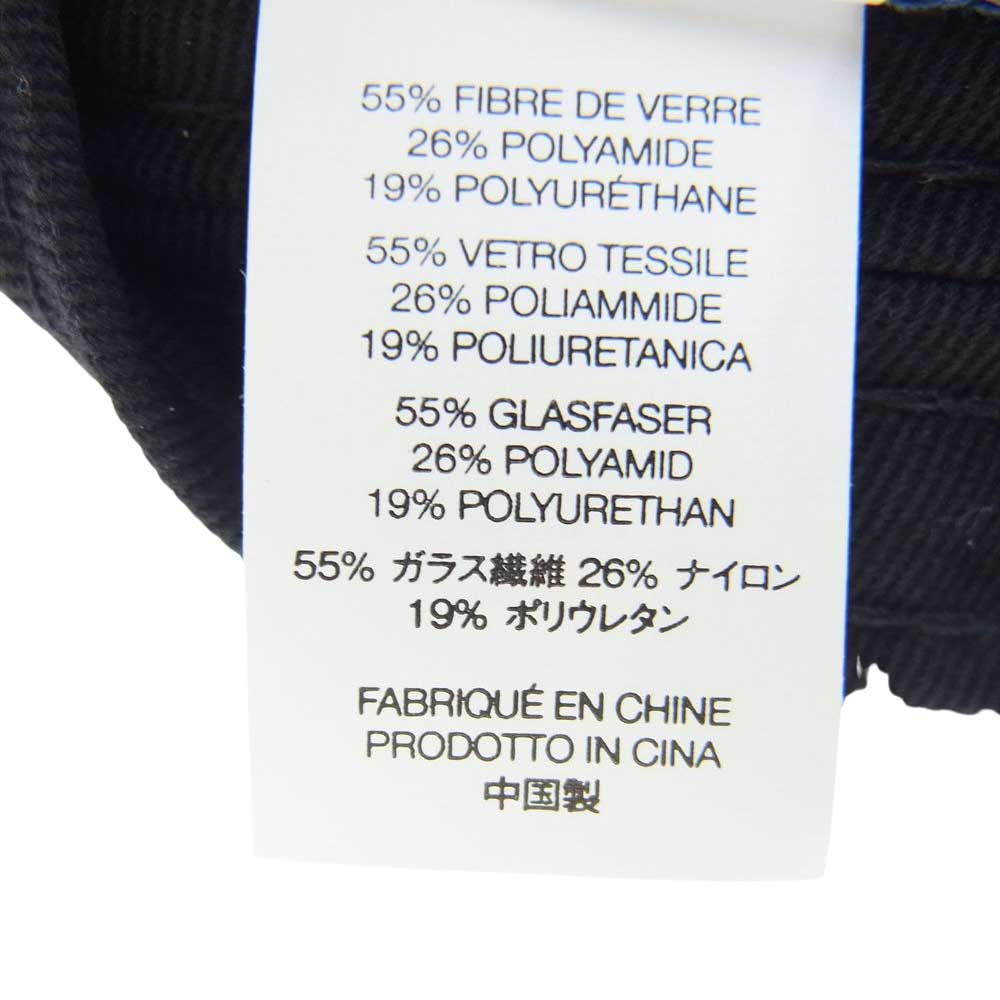 55% FIBRE DE VERRE
26% POLYAMIDE
19% POLYURÉTHANE
55% VETRO TESSILE
26% POLIAMMIDE
19% POLIURETANICA
55% GLASFASER
26% POLYAMID
19% POLYURETHAN
55% ガラス繊維 26% ナイロン
19% ポリウレタン
FABRIQUÉ EN CHINE
PRODOTTO IN CINA
中国製